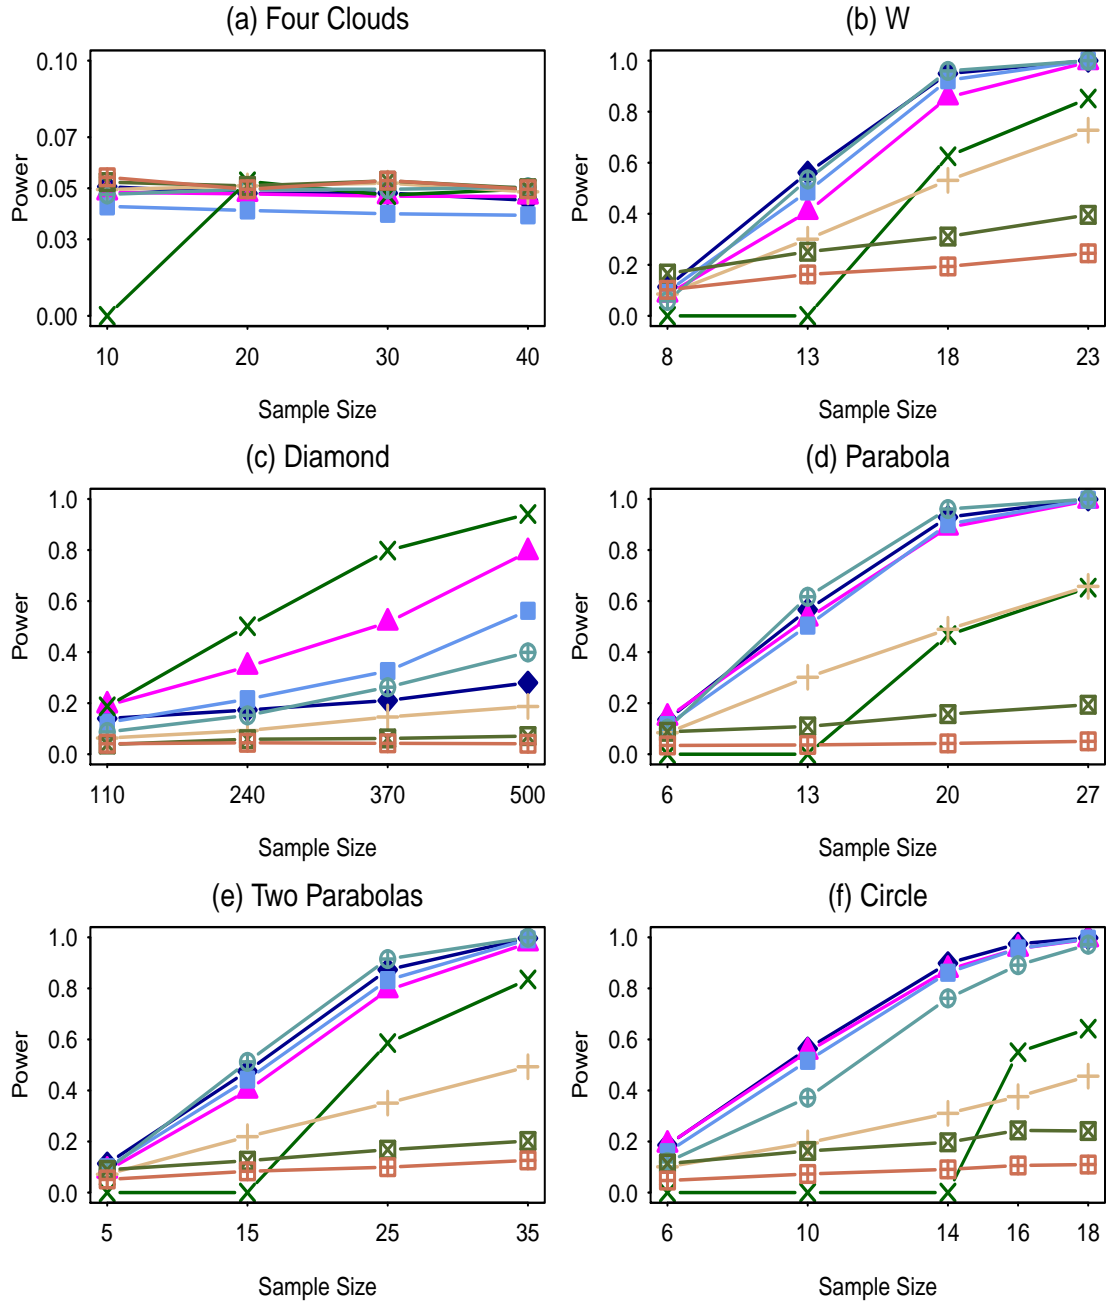 (a) Four Clouds
Power
0.10
0.07
0.05
0.03
0.00
10 20 30 40
Sample Size
(b) W
Power
1.0
0.8
0.6
0.4
0.2
0.0
8 13 18 23
Sample Size
(c) Diamond
Power
1.0
0.8
0.6
0.4
0.2
0.0
110 240 370 500
Sample Size
(d) Parabola
Power
1.0
0.8
0.6
0.4
0.2
0.0
6 13 20 27
Sample Size
(e) Two Parabolas
Power
1.0
0.8
0.6
0.4
0.2
0.0
5 15 25 35
Sample Size
(f) Circle
Power
1.0
0.8
0.6
0.4
0.2
0.0
6 10 14 16 18
Sample Size